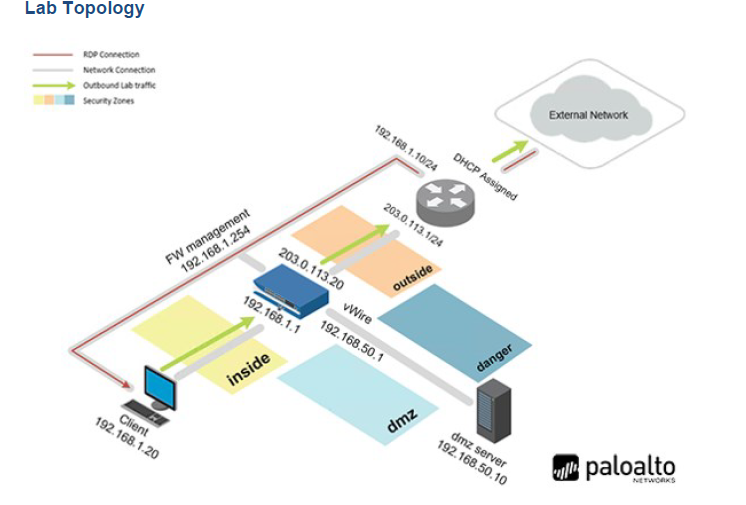 Lab Topology
RDP Connection
Network Connection
Outbound Lab traffic
Security Zones
External Network
192.168.1.10/24
DHCP Assigned
203.0.113.1/24
FW management
192.168.1.254
203.0.113.20
outside
192.168.1.1
vWire
192.168.50.1
danger
inside
dmz
Client
192.168.1.20
dmz server
192.168.50.10
paloalto
NETWORKS